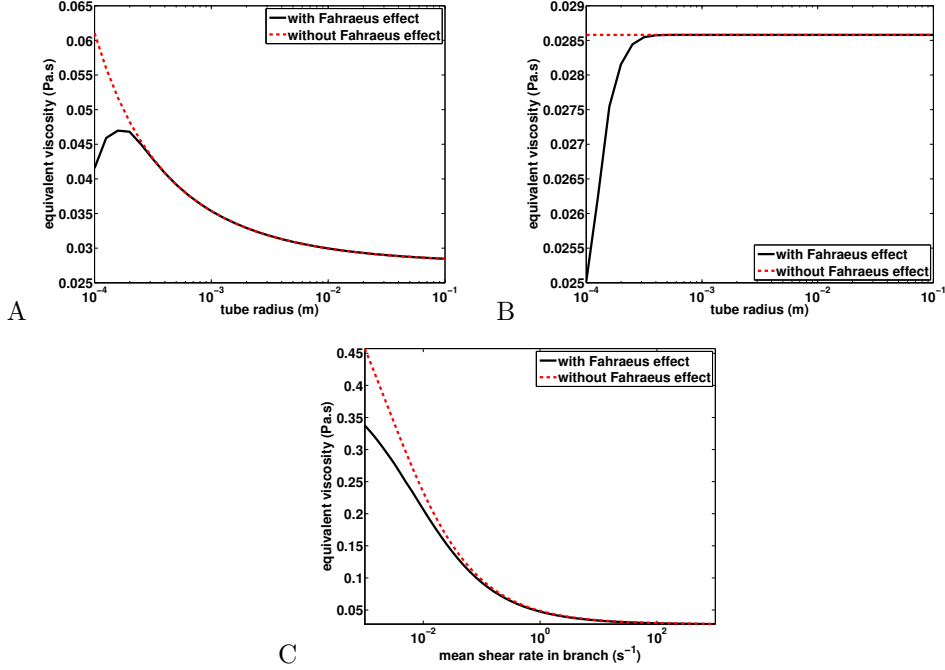 0.065
0.06
0.055
0.05
0.045
0.04
0.035
0.03
0.025
equivalent viscosity (Pa.s)
with Fahraeus effect
without Fahraeus effect
10−4
10−3
10−2
10−1
tube radius (m)
A
0.029
0.0285
0.028
0.0275
0.027
0.0265
0.026
0.0255
0.025
equivalent viscosity (Pa.s)
with Fahraeus effect
without Fahraeus effect
10−4
10−3
10−2
10−1
tube radius (m)
B
0.45
0.4
0.35
0.3
0.25
0.2
0.15
0.1
0.05
equivalent viscosity (Pa.s)
with Fahraeus effect
without Fahraeus effect
10−2
100
102
mean shear rate in branch (s−1)
C